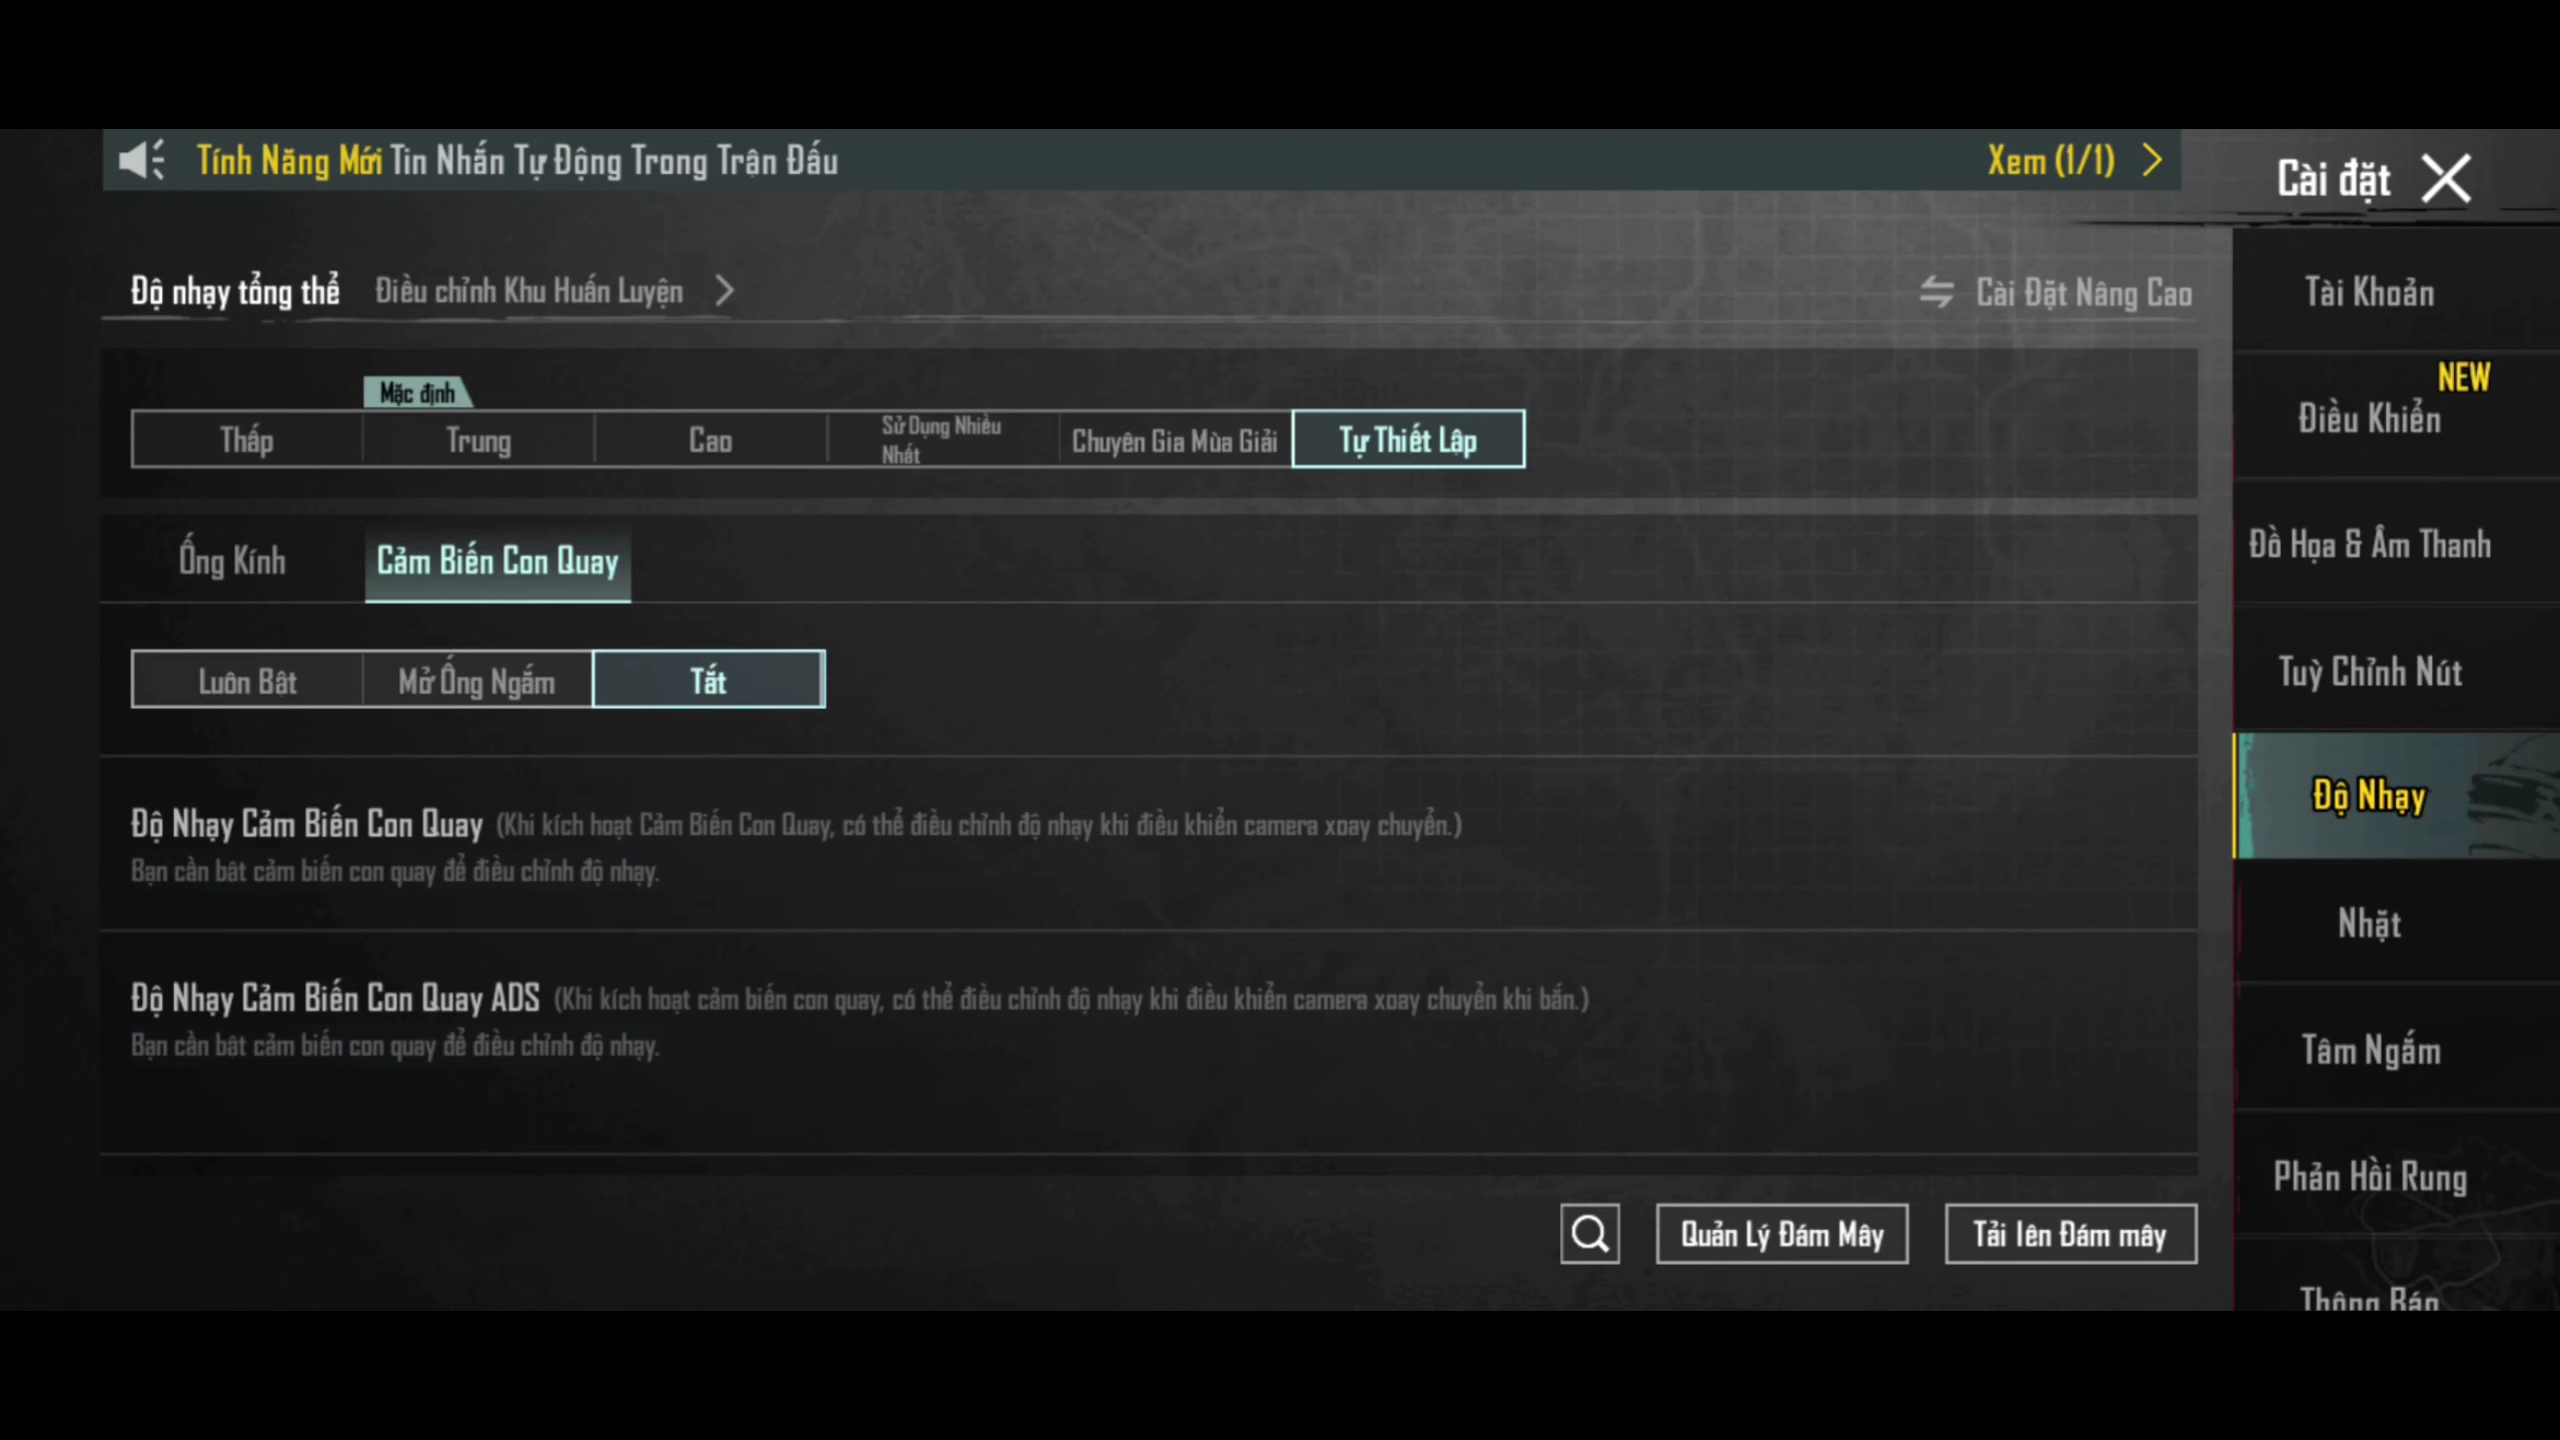 Tính Năng Mới Tin Nhắn Tự Động Trong Trận Đấu
Xem (1/1)
Cài đặt
Độ nhạy tổng thể
Điều chỉnh Khu Huấn Luyện
Cài Đặt Nâng Cao
Mặc định
Thấp
Trung
Cao
Sử Dụng Nhiều
Nhất
Chuyên Gia Mùa Giải
Tự Thiết Lập
Ống Kính
Cảm Biến Con Quay
Luôn Bật
Mở Ống Ngắm
Tắt
Độ Nhạy Cảm Biến Con Quay (Khi kích hoạt Cảm Biến Con Quay, có thể điều chỉnh độ nhạy khi điều khiển camera xoay chuyển.)
Bạn cần bật cảm biến con quay để điều chỉnh độ nhạy.
Độ Nhạy Cảm Biến Con Quay ADS (Khi kích hoạt cảm biến con quay, có thể điều chỉnh độ nhạy khi điều khiển camera xoay chuyển khi bắn.)
Bạn cần bật cảm biến con quay để điều chỉnh độ nhạy.
Quản Lý Đám Mây
Tải lên Đám mây
Tài Khoản
NEW
Điều Khiển
Đồ Họa & Âm Thanh
Tuỳ Chỉnh Nút
Độ Nhạy
Nhặt
Tâm Ngắm
Phản Hồi Rung
Thông Báo